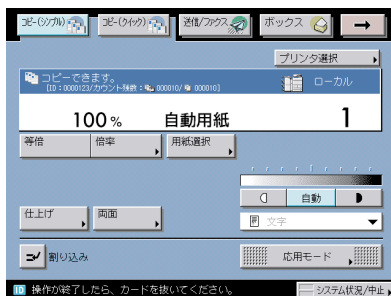 コピー(シンプル) コピー(クイック) 送信/ファクス ボックス
プリンタ選択
コピーできます。 ローカル
[ID:0000123/カウント残数: 000010/ 000010]
100% 自動用紙 1
等倍 倍率 用紙選択
自動
仕上げ 両面 文字
割り込み 応用モード
ID 操作が終了したら、カードを抜いてください。 システム状況/中止